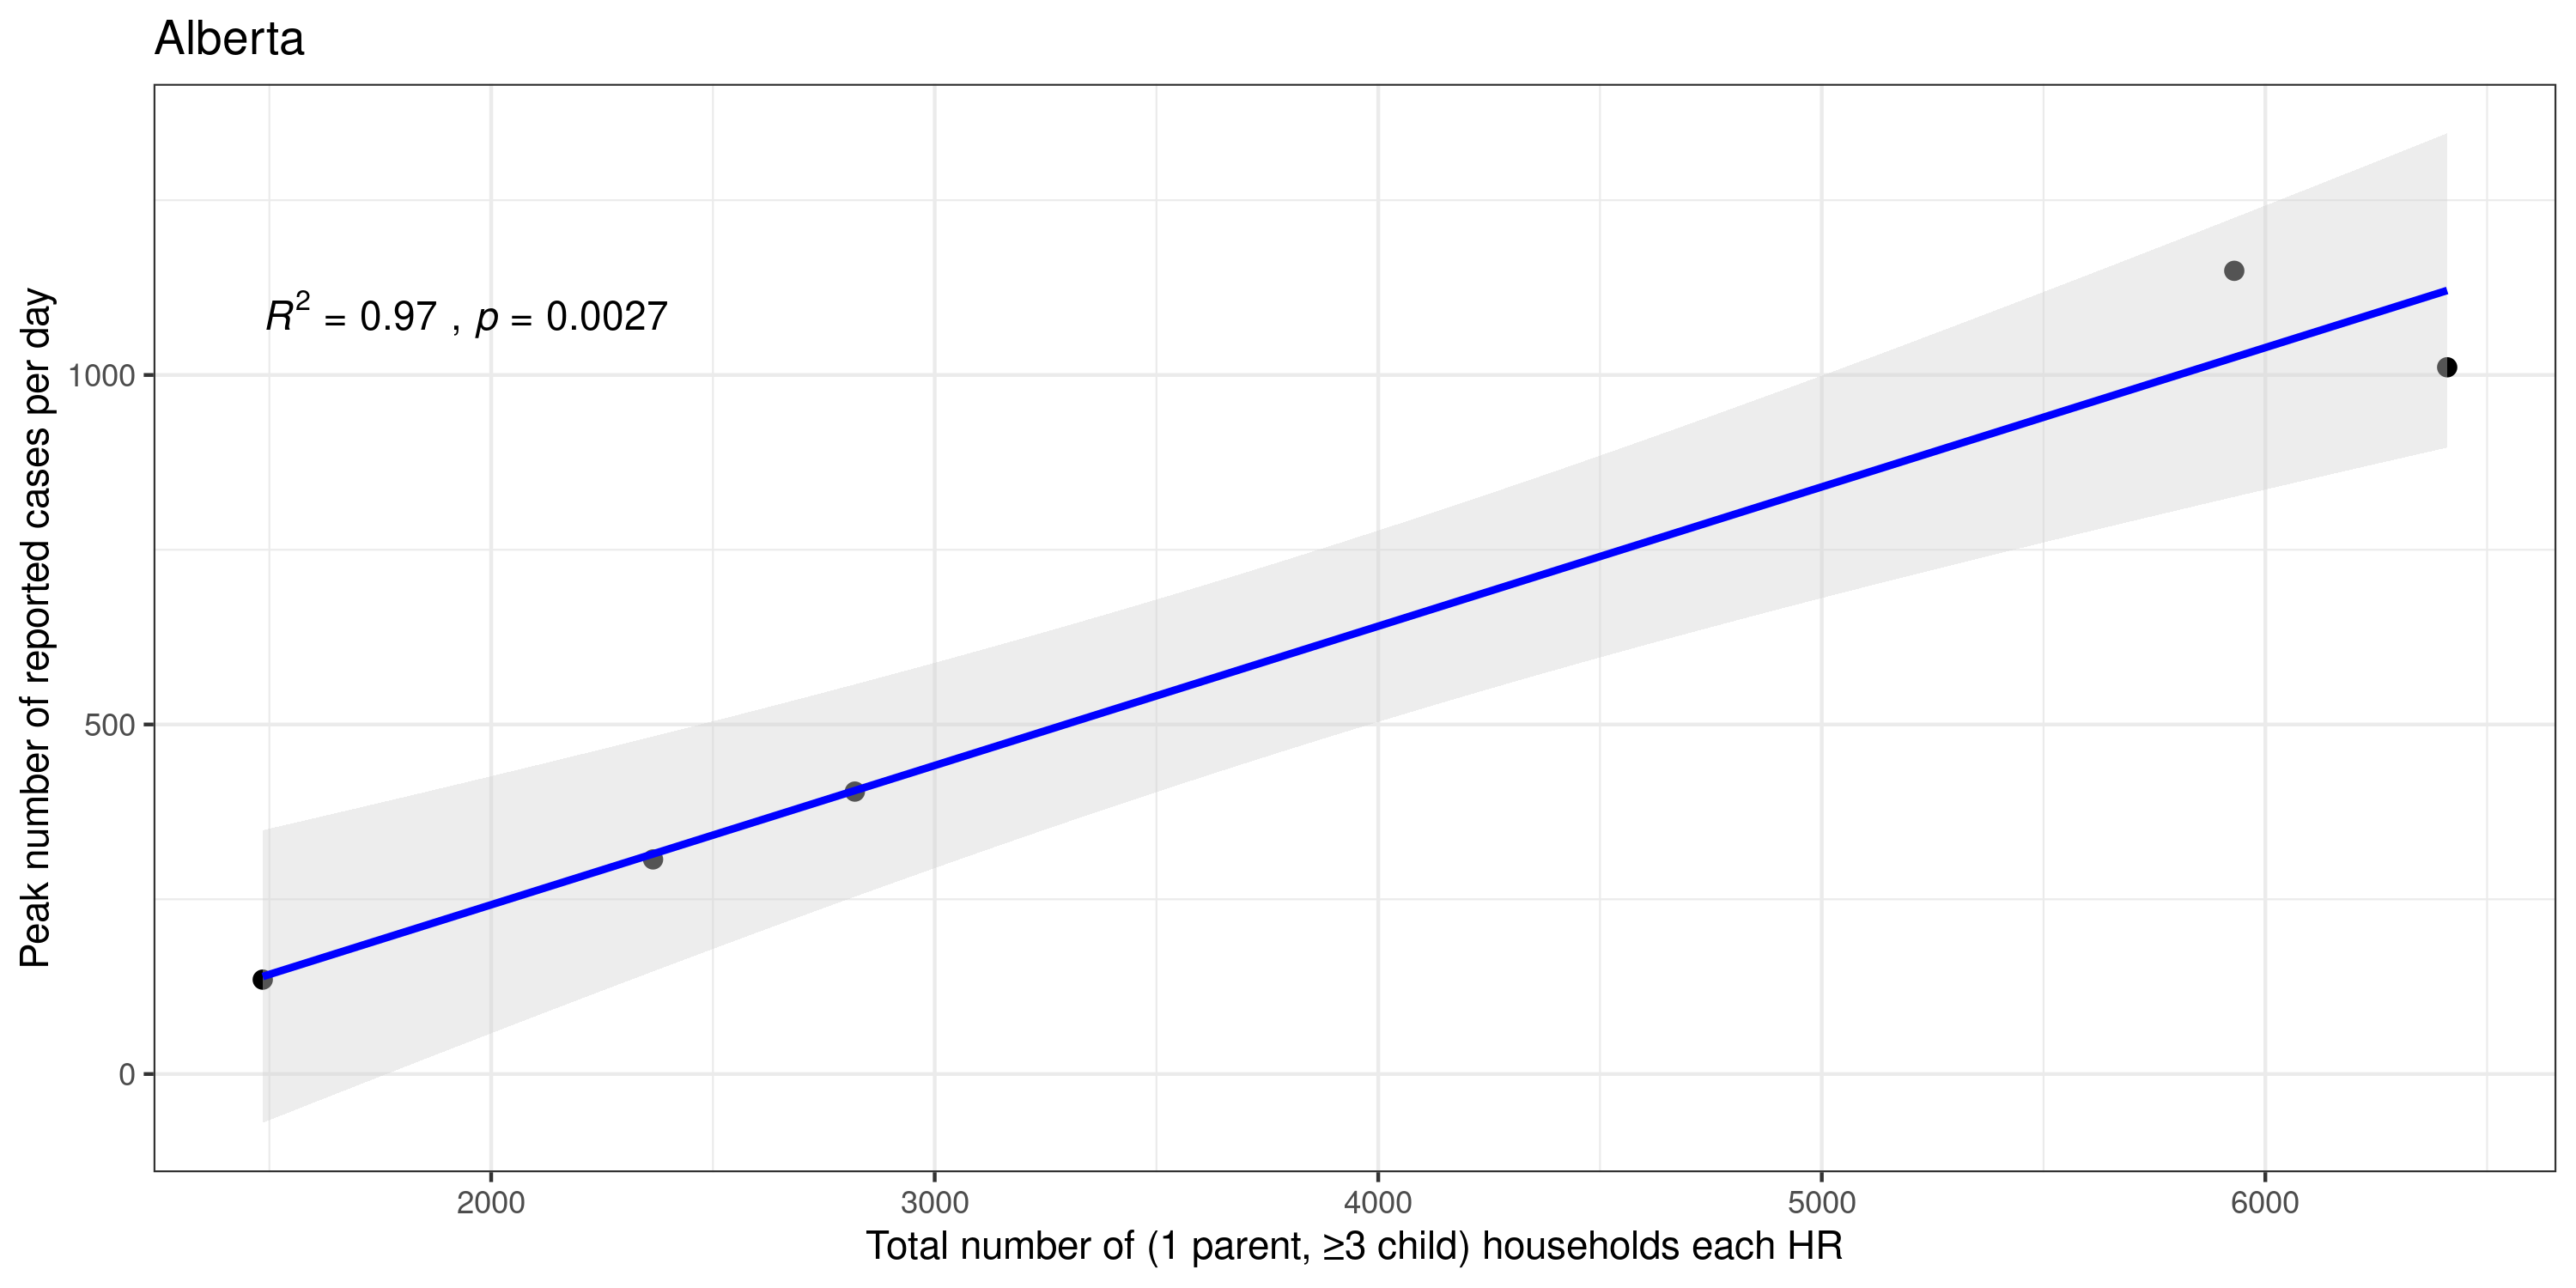 Alberta
R² = 0.97 , p = 0.0027
Peak number of reported cases per day
1000
500
0
2000 3000 4000 5000 6000
Total number of (1 parent, ≥3 child) households each HR